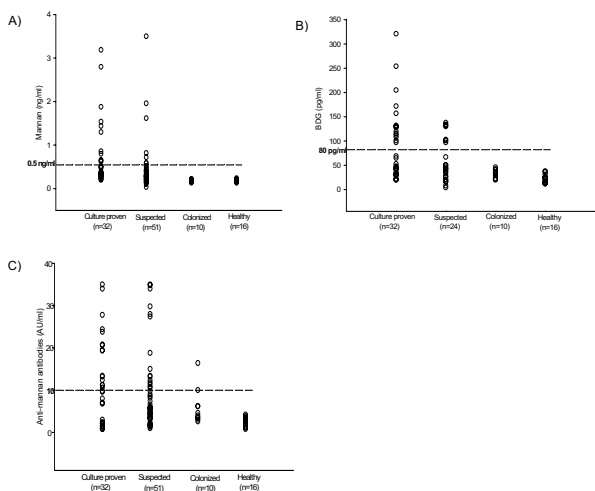 A)
Mannan (ng/ml)
4
3
2
1
0.5 ng/ml
0
Culture proven Suspected Colonized Healthy
(n=32) (n=51) (n=10) (n=16)
B)
BDG (pg/ml)
350
300
250
200
150
100
80 pg/ml
50
0
Culture proven Suspected Colonized Healthy
(n=32) (n=24) (n=10) (n=16)
C)
Anti-mannan antibodies (AU/ml)
40
30
20
10
0
Culture proven Suspected Colonized Healthy
(n=32) (n=51) (n=10) (n=16)